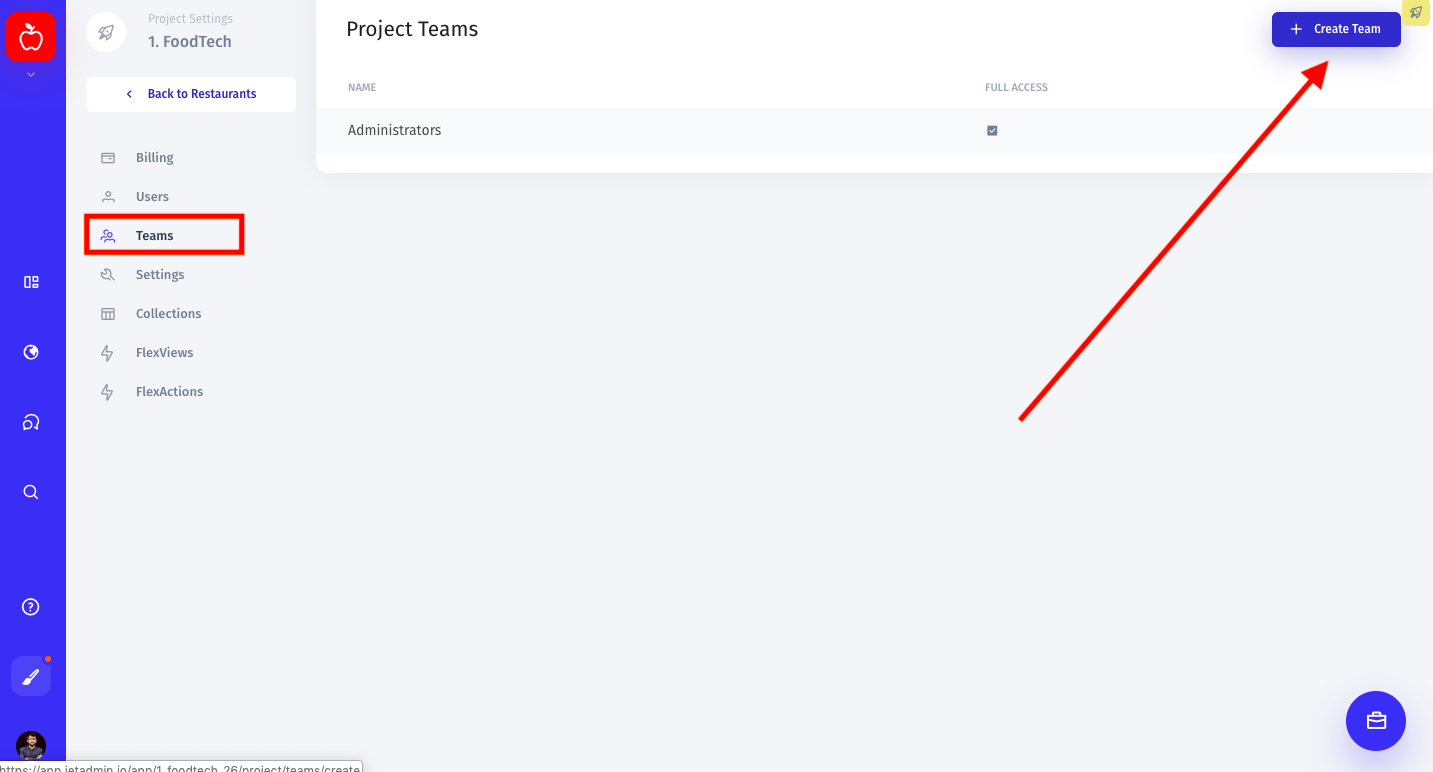 Project Settings
1. FoodTech
Back to Restaurants
Billing
Users
Teams
Settings
Collections
FlexViews
FlexActions
Project Teams
+ Create Team
NAME FULL ACCESS
Administrators
https://app.jetadmin.io/app/1_foodtech_26/project/teams/create